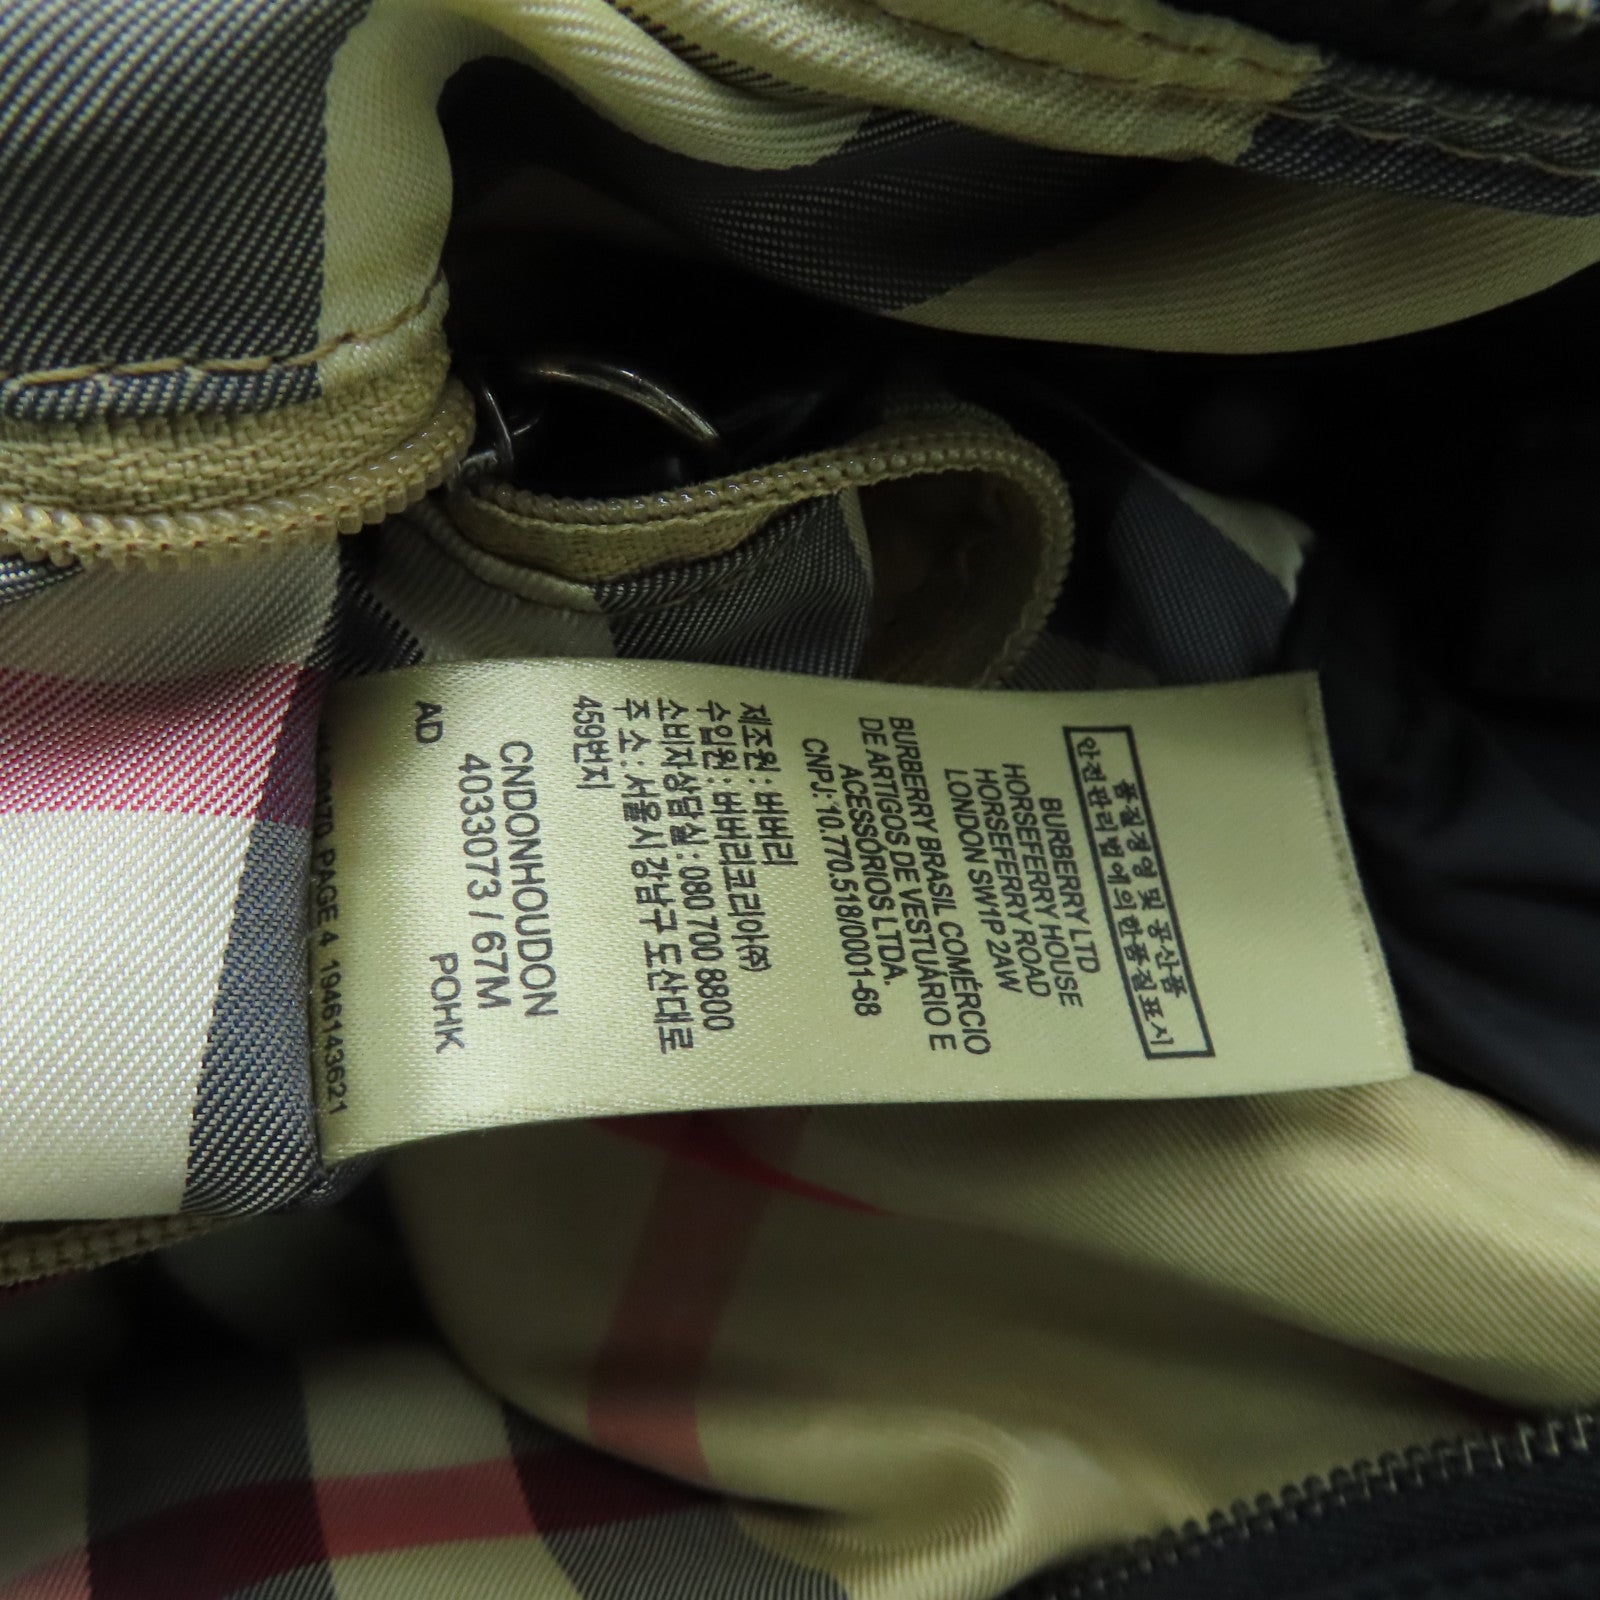 품질경영 및 공산품
안전관리법에 의한 품질표시
BURBERRY LTD
HORSEFERRY HOUSE
HORSEFERRY ROAD
LONDON SW1P 2AW
BURBERRY BRASIL COMÉRCIO
DE ARTIGOS DE VESTUÁRIO E
ACESSÓRIOS LTDA.
CNPJ: 10.770.518/0001-68
제조원 : 버버리
수입원 : 버버리코리아(주)
소비자상담실 : 080 700 8800
주 소 : 서울시 강남구 도산대로
459번지
CNDONHOUDON
4033073 / 67M
AD POHK
PAGE 4 1946143621